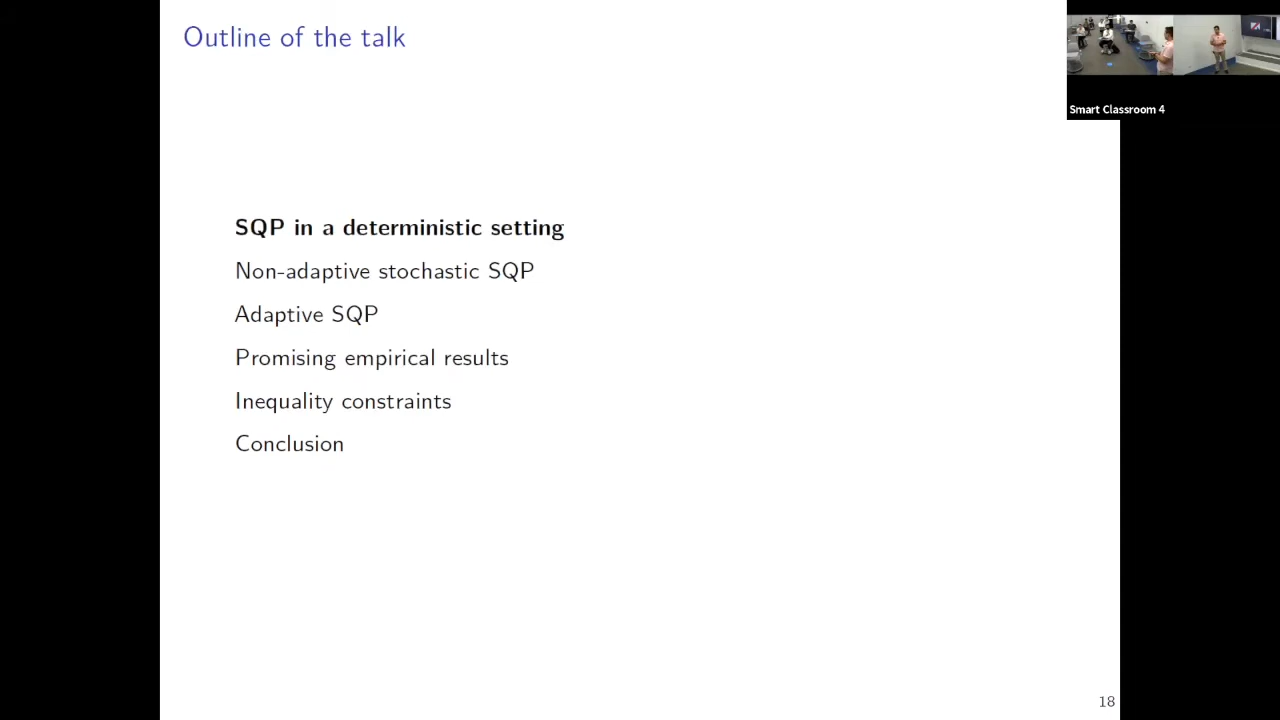 Outline of the talk
Smart Classroom 4
SQP in a deterministic setting
Non-adaptive stochastic SQP
Adaptive SQP
Promising empirical results
Inequality constraints
Conclusion
18